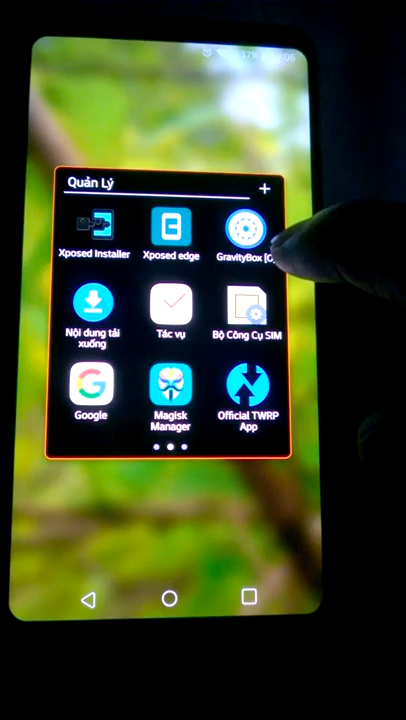 17%
Quản Lý
Xposed Installer
Xposed edge
GravityBox
Nội dung tải
xuống
Tác vụ
Bộ Công Cụ SIM
Google
Magisk
Manager
Official TWRP
App